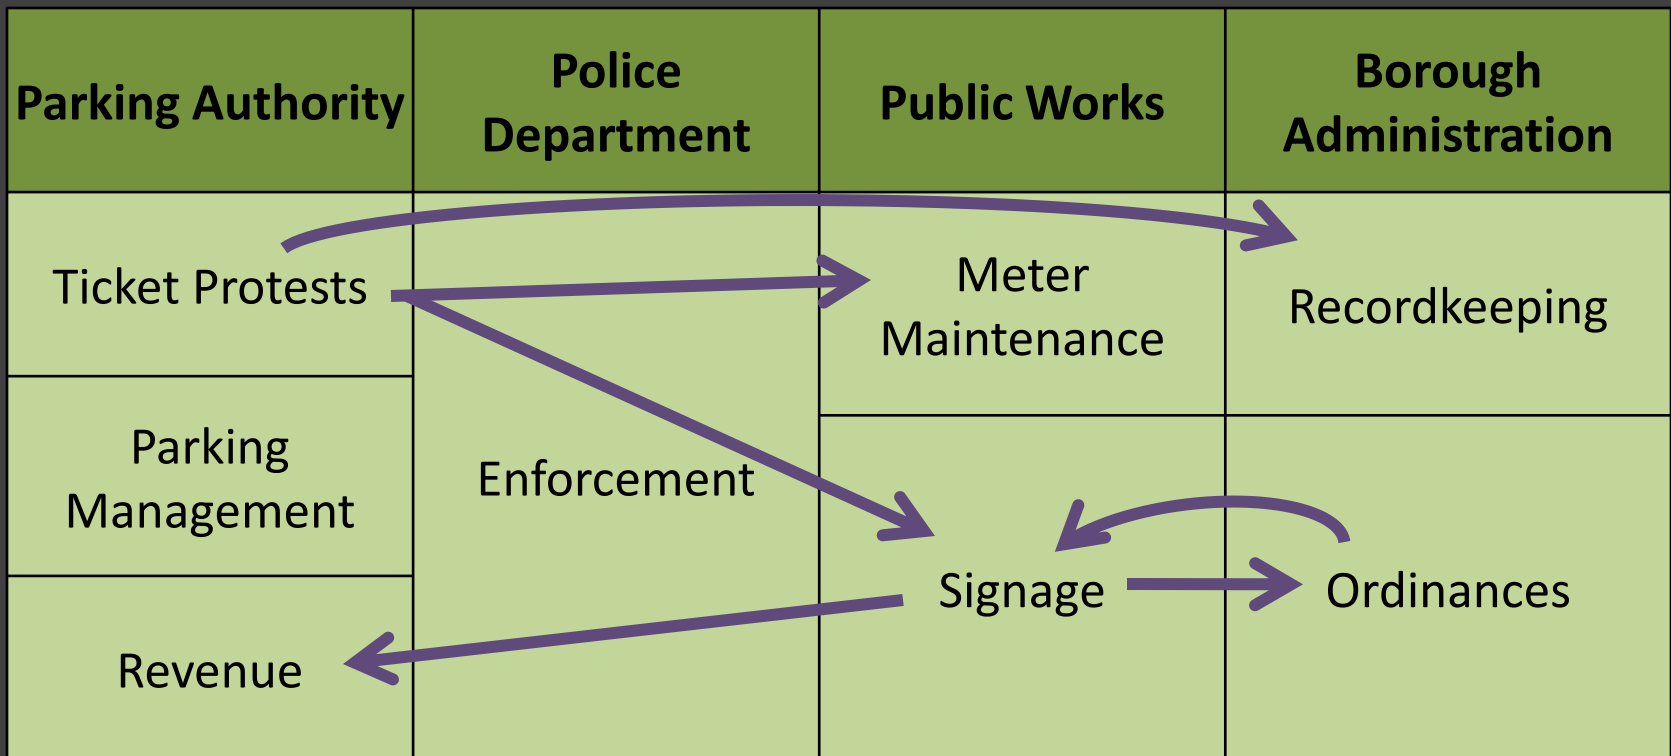 Parking Authority
Police
Department
Public Works
Borough
Administration
Ticket Protests
Meter
Maintenance
Recordkeeping
Parking
Management
Enforcement
Signage
Ordinances
Revenue